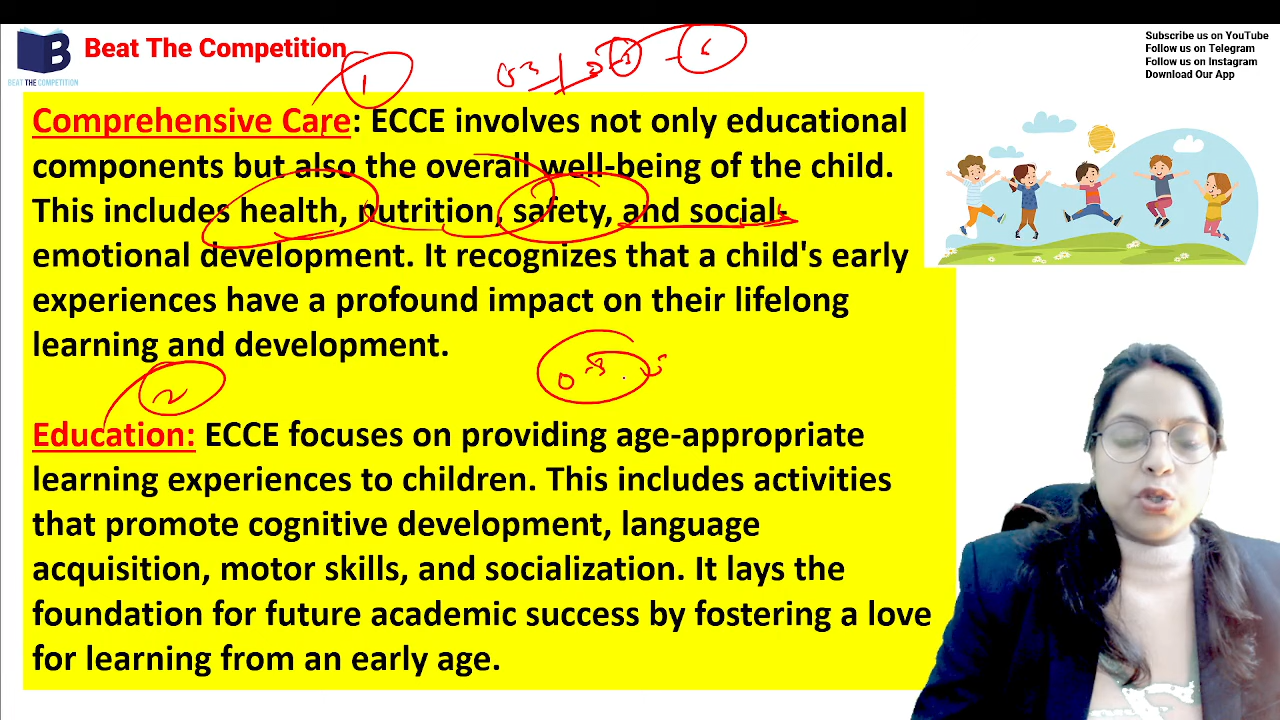 Beat The Competition
BEAT THE COMPETITION
Subscribe us on YouTube
Follow us on Telegram
Follow us on Instagram
Download Our App
1
6
Comprehensive Care: ECCE involves not only educational
components but also the overall well-being of the child.
This includes health, nutrition, safety, and social-
emotional development. It recognizes that a child's early
experiences have a profound impact on their lifelong
learning and development.
2
Education: ECCE focuses on providing age-appropriate
learning experiences to children. This includes activities
that promote cognitive development, language
acquisition, motor skills, and socialization. It lays the
foundation for future academic success by fostering a love
for learning from an early age.